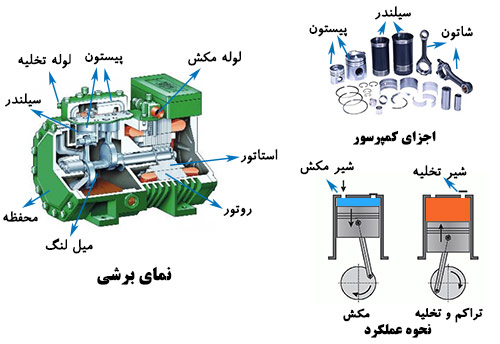 لوله تخلیه
پیستون
لوله مکش
سیلندر
استاتور
روتور
محفظه
میل لنگ
نمای برشی
سیلندر
پیستون
شاتون
اجزای کمپرسور
شیر مکش
شیر تخلیه
مکش
تراکم و تخلیه
نحوه عملکرد